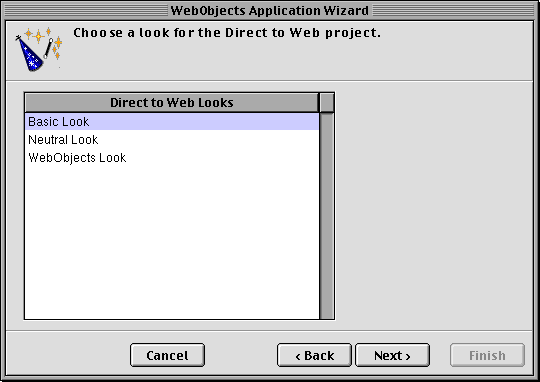 WebObjects Application Wizard
Choose a look for the Direct to Web project.
Direct to Web Looks
Basic Look
Neutral Look
WebObjects Look
Cancel
‹ Back
Next ›
Finish